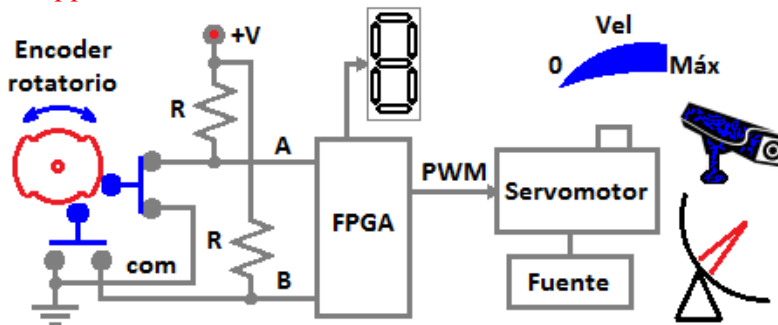 Encoder
rotatorio
+V
R
A
R
B
com
FPGA
PWM
Vel
0
Máx
Servomotor
Fuente